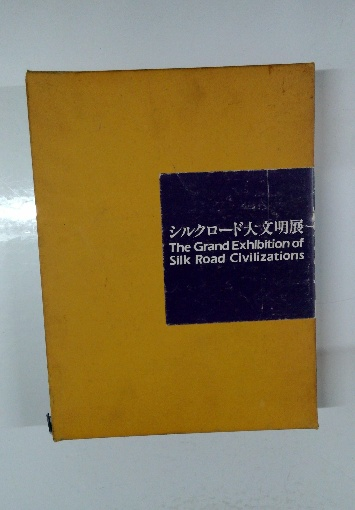 シルクロード大文明展
The Grand Exhibition of
Silk Road Civilizations